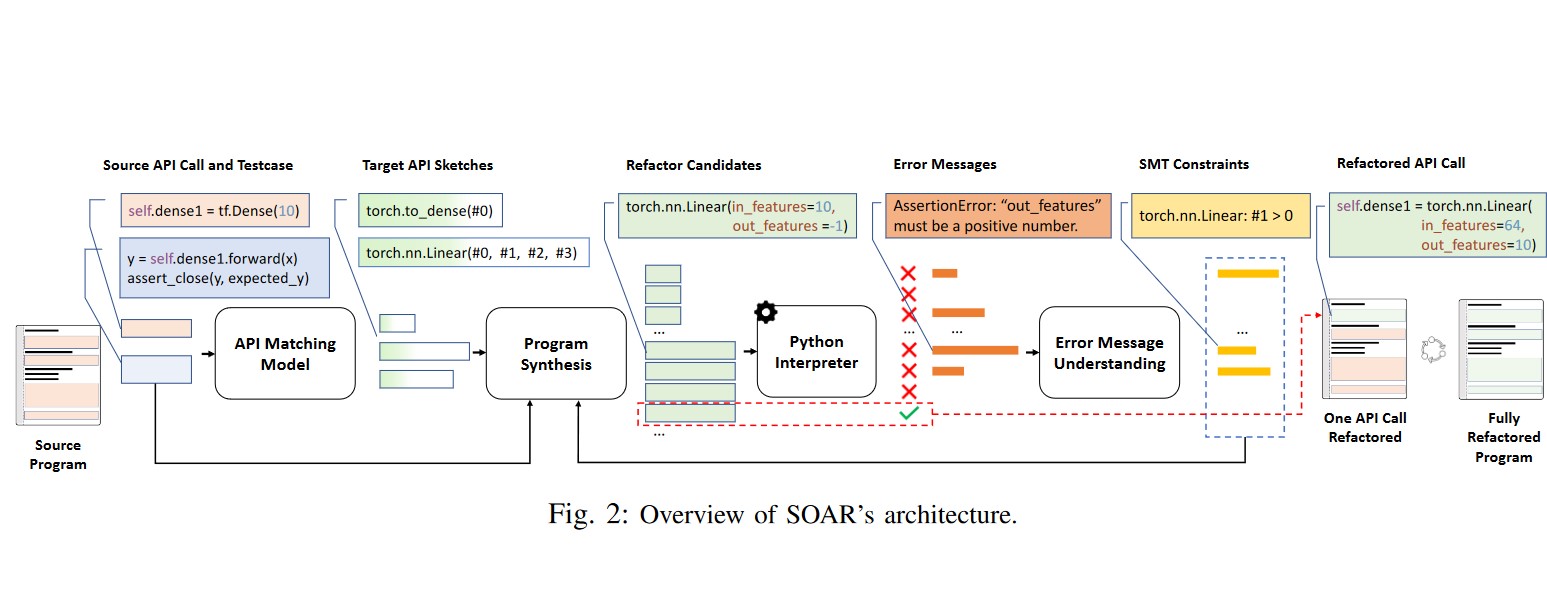 Source API Call and Testcase
self.dense1 = tf.Dense(10)
y = self.dense1.forward(x)
assert_close(y, expected_y)
Source
Program
API Matching
Model
Target API Sketches
torch.to_dense(#0)
torch.nn.Linear(#0, #1, #2, #3)
Program
Synthesis
Refactor Candidates
torch.nn.Linear(in_features=10,
out_features =-1)
...
...
Python
Interpreter
Error Messages
AssertionError: “out_features”
must be a positive number.
...
...
Error Message
Understanding
SMT Constraints
torch.nn.Linear: #1 > 0
...
Refactored API Call
self.dense1 = torch.nn.Linear(
in_features=64,
out_features=10)
One API Call
Refactored
Fully
Refactored
Program
Fig. 2: Overview of SOAR’s architecture.